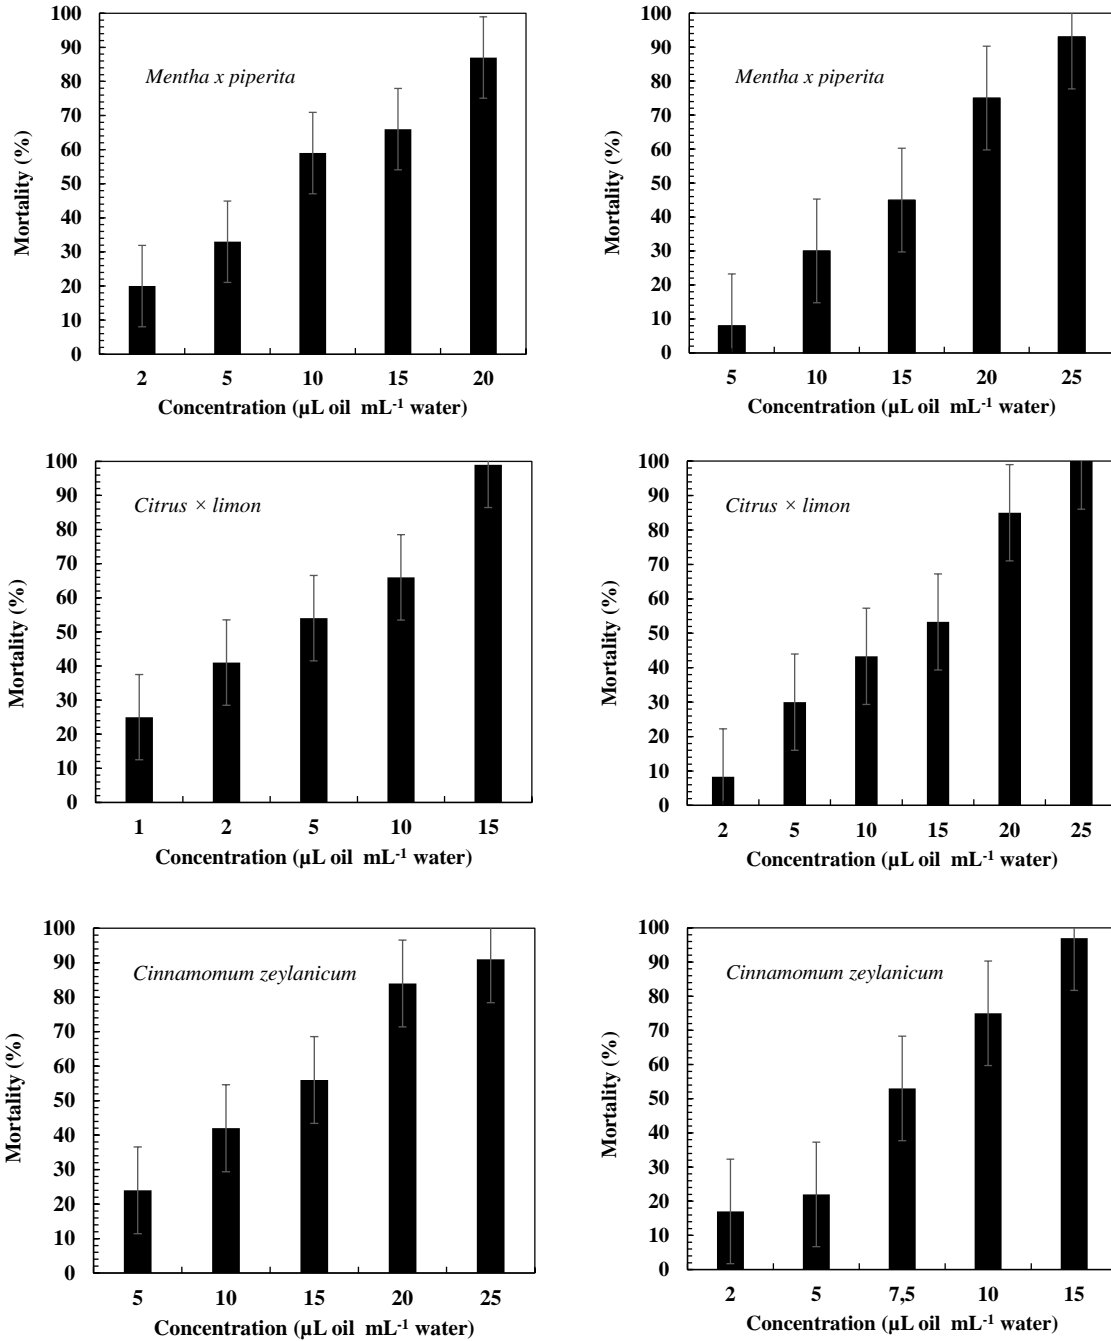 100
90
80
70
60
50
40
30
20
10
0
Mortality (%)
Mentha x piperita
2 5 10 15 20
Concentration (µL oil mL⁻¹ water)
100
90
80
70
60
50
40
30
20
10
0
Mortality (%)
Mentha x piperita
5 10 15 20 25
Concentration (µL oil mL⁻¹ water)
100
90
80
70
60
50
40
30
20
10
0
Mortality (%)
Citrus × limon
1 2 5 10 15
Concentration (µL oil mL⁻¹ water)
100
90
80
70
60
50
40
30
20
10
0
Mortality (%)
Citrus × limon
2 5 10 15 20 25
Concentration (µL oil mL⁻¹ water)
100
90
80
70
60
50
40
30
20
10
0
Mortality (%)
Cinnamomum zeylanicum
5 10 15 20 25
Concentration (µL oil mL⁻¹ water)
100
90
80
70
60
50
40
30
20
10
0
Mortality (%)
Cinnamomum zeylanicum
2 5 7,5 10 15
Concentration (µL oil mL⁻¹ water)